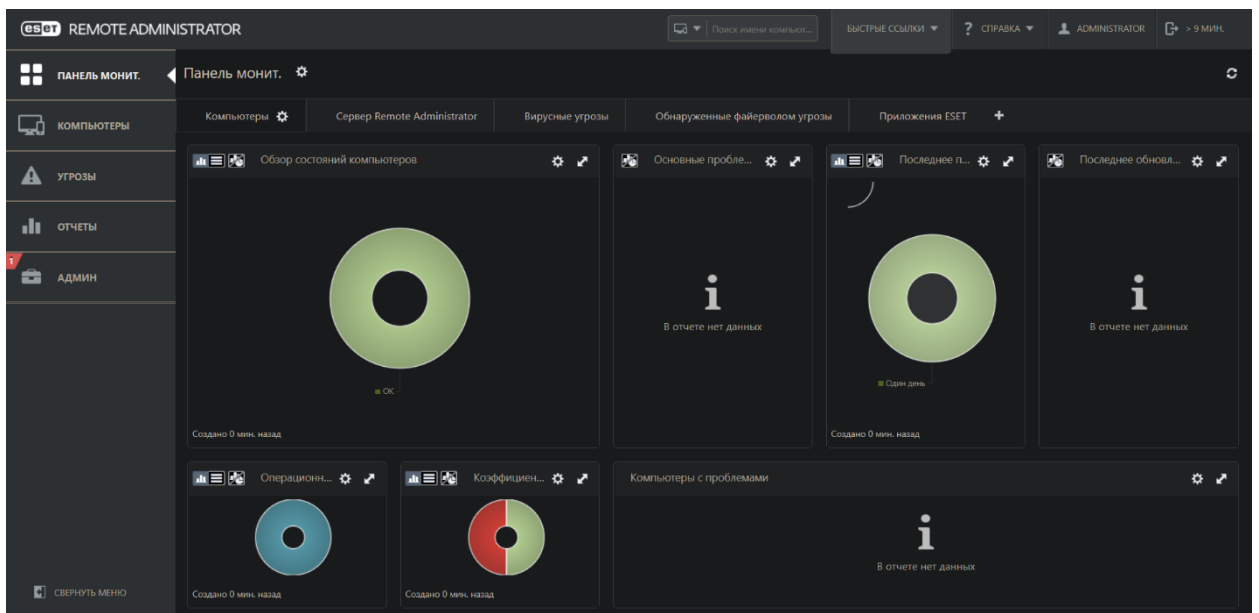 eset REMOTE ADMINISTRATOR
Поиск имени компьют...
БЫСТРЫЕ ССЫЛКИ
? СПРАВКА
ADMINISTRATOR
> 9 МИН.
ПАНЕЛЬ МОНИТ.
КОМПЬЮТЕРЫ
УГРОЗЫ
ОТЧЕТЫ
1
АДМИН
СВЕРНУТЬ МЕНЮ
Панель монит.
Компьютеры
Сервер Remote Administrator
Вирусные угрозы
Обнаруженные файерволом угрозы
Приложения ESET
+
Обзор состояний компьютеров
OK
Создано 0 мин. назад
Основные пробле...
В отчете нет данных
Последнее п...
Один день
Создано 0 мин. назад
Последнее обновл...
В отчете нет данных
Операционн...
Создано 0 мин. назад
Коэффициен...
Создано 0 мин. назад
Компьютеры с проблемами
В отчете нет данных